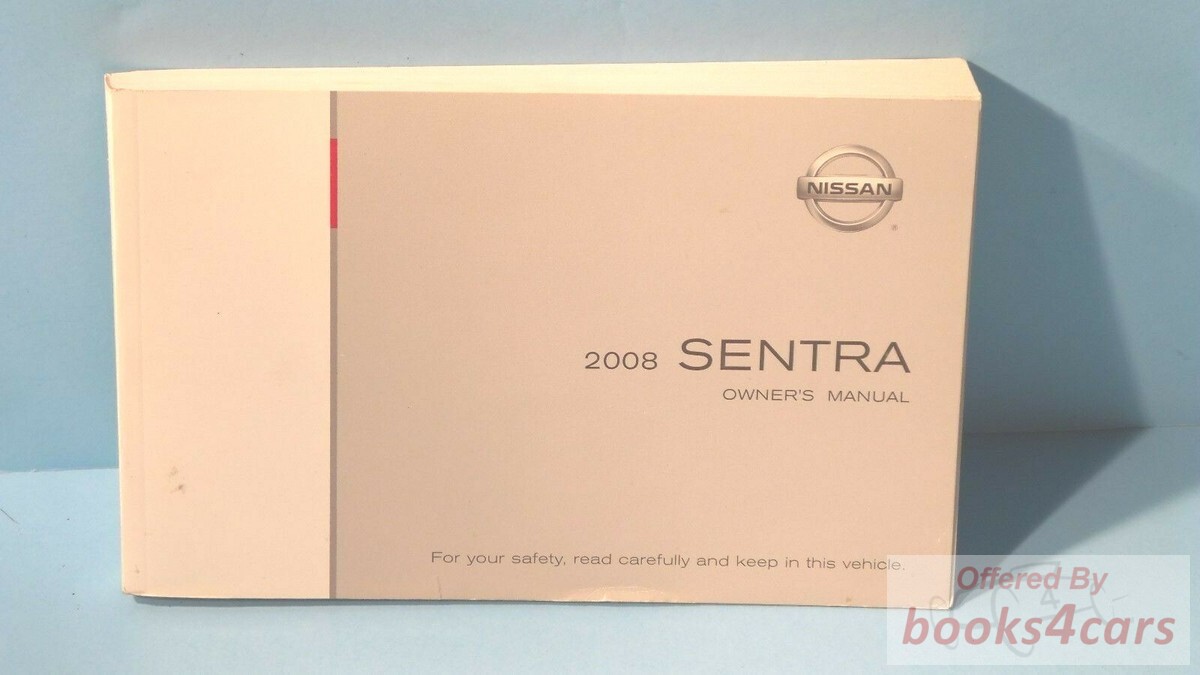 NISSAN
2008 SENTRA
OWNER'S MANUAL
For your safety, read carefully and keep in this vehicle.
Offered By
books4cars